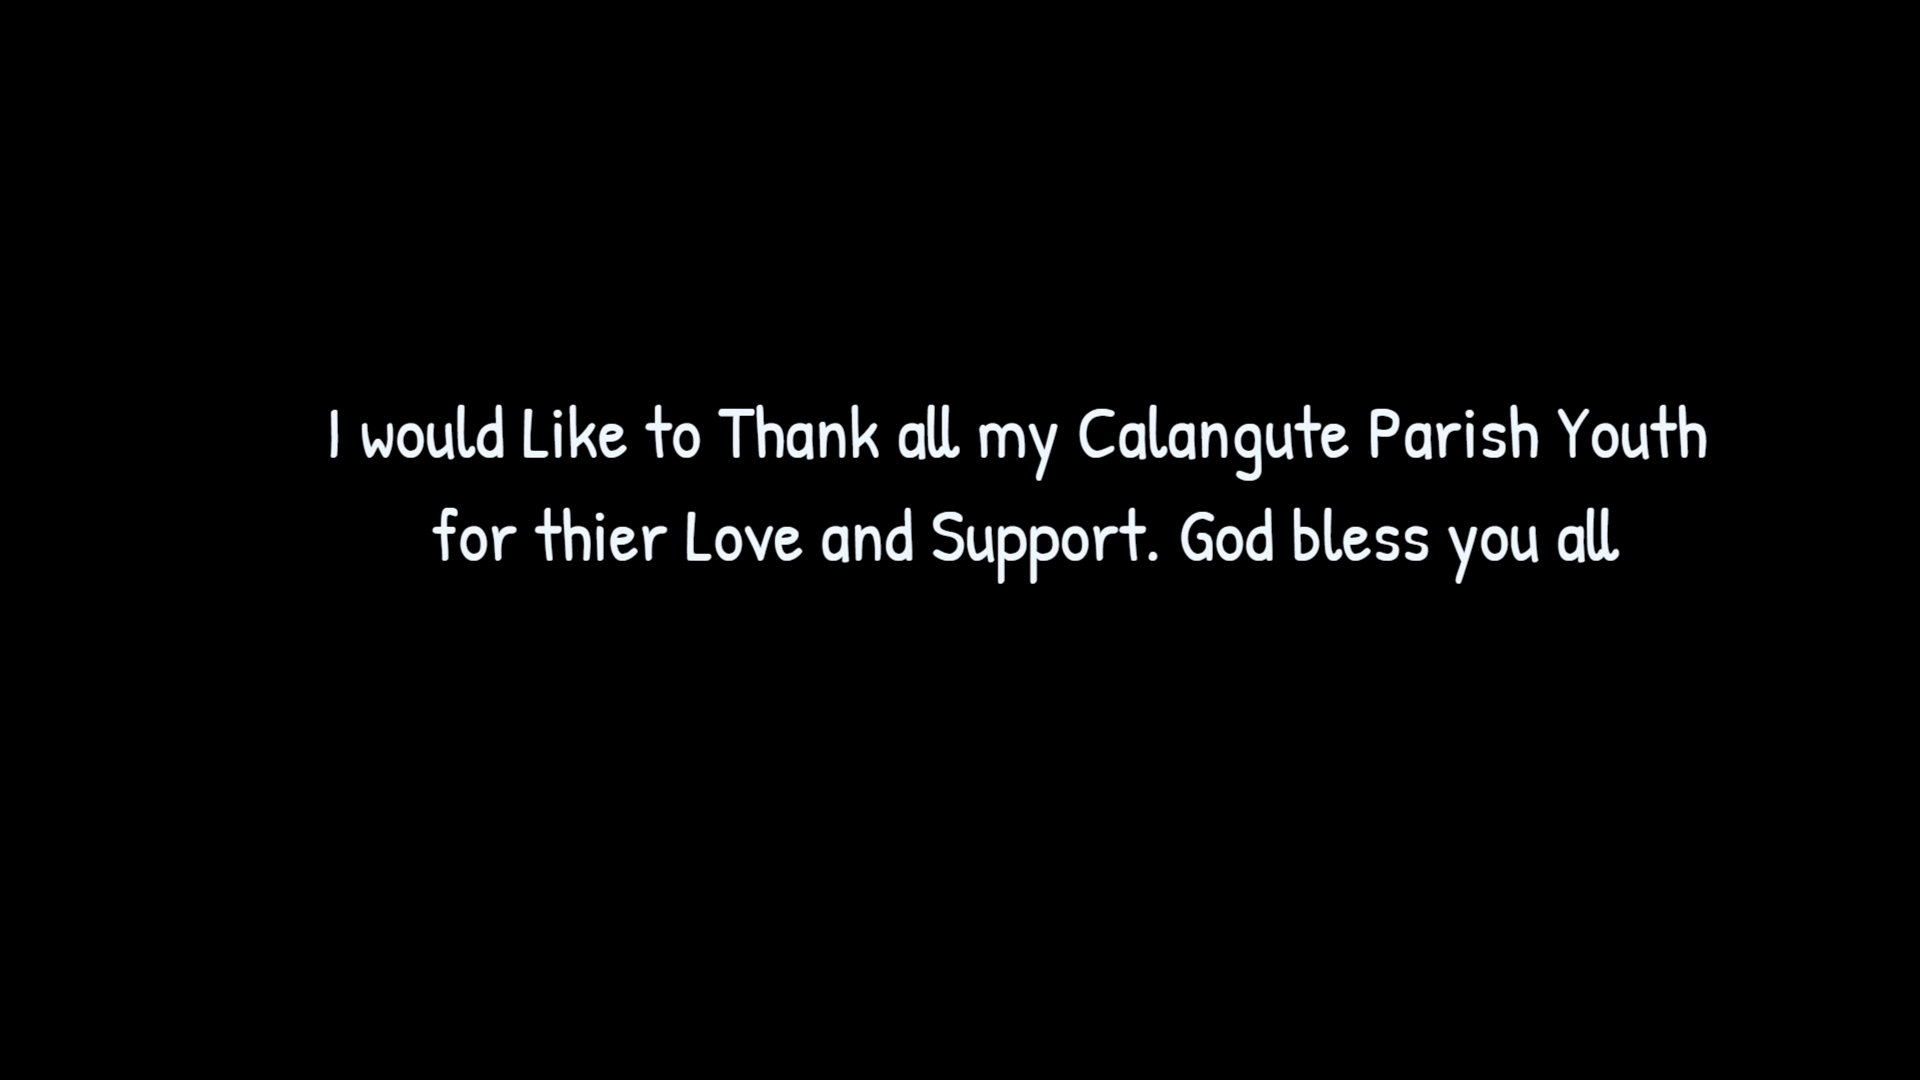 I would Like to Thank all my Calangute Parish Youth
for thier Love and Support. God bless you all